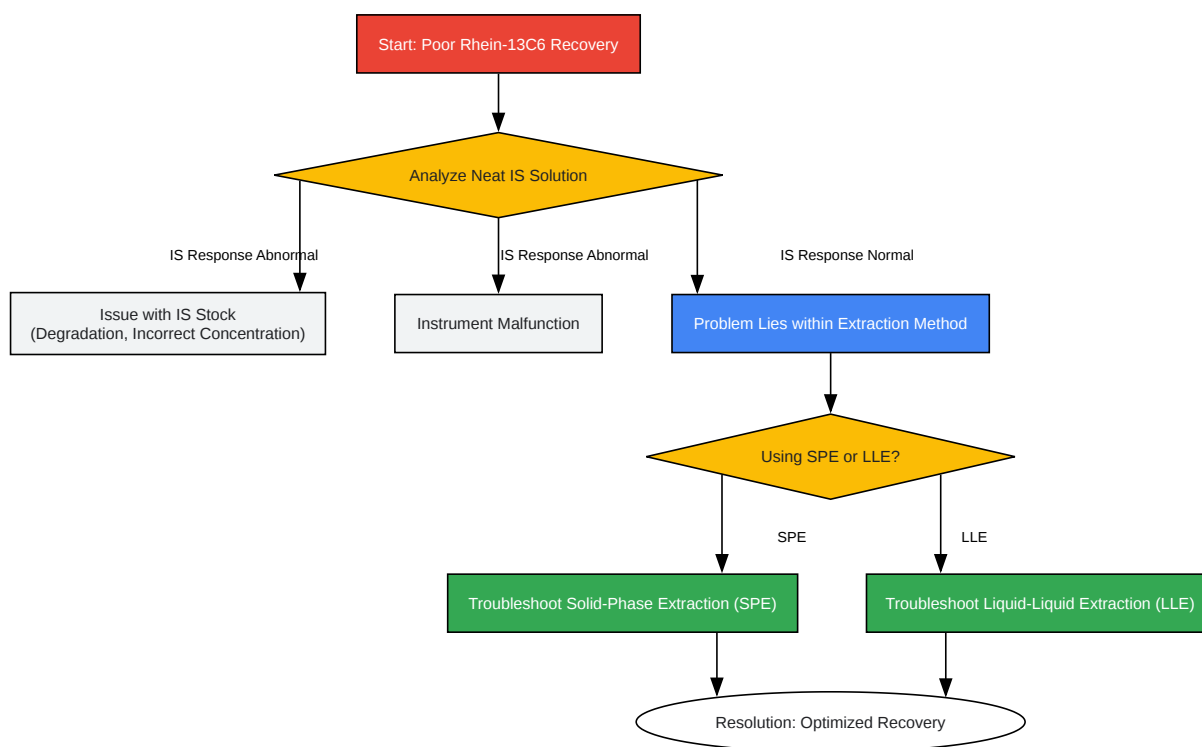 Start: Poor Rhein-13C6 Recovery
Analyze Neat IS Solution
IS Response Abnormal
IS Response Abnormal
IS Response Normal
Issue with IS Stock
(Degradation, Incorrect Concentration)
Instrument Malfunction
Problem Lies within Extraction Method
Using SPE or LLE?
SPE
LLE
Troubleshoot Solid-Phase Extraction (SPE)
Troubleshoot Liquid-Liquid Extraction (LLE)
Resolution: Optimized Recovery